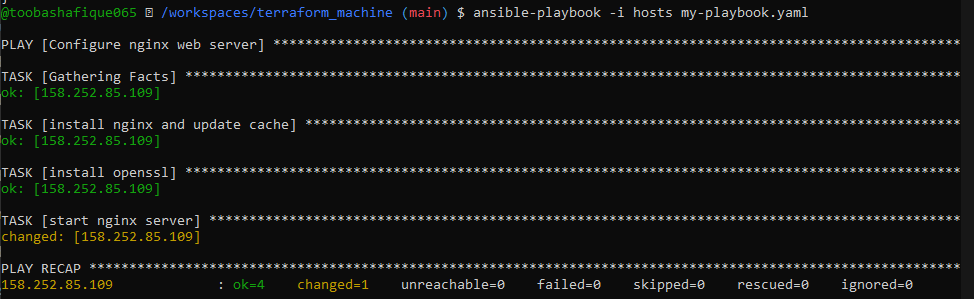 @toobashafique065 /workspaces/terraform_machine (main) $ ansible-playbook -i hosts my-playbook.yaml
PLAY [Configure nginx web server] **************************************************************************************
TASK [Gathering Facts] *************************************************************************************************
ok: [158.252.85.109]
TASK [install nginx and update cache] **********************************************************************************
ok: [158.252.85.109]
TASK [install openssl] *************************************************************************************************
ok: [158.252.85.109]
TASK [start nginx server] **********************************************************************************************
changed: [158.252.85.109]
PLAY RECAP *************************************************************************************************************
158.252.85.109 : ok=4 changed=1 unreachable=0 failed=0 skipped=0 rescued=0 ignored=0